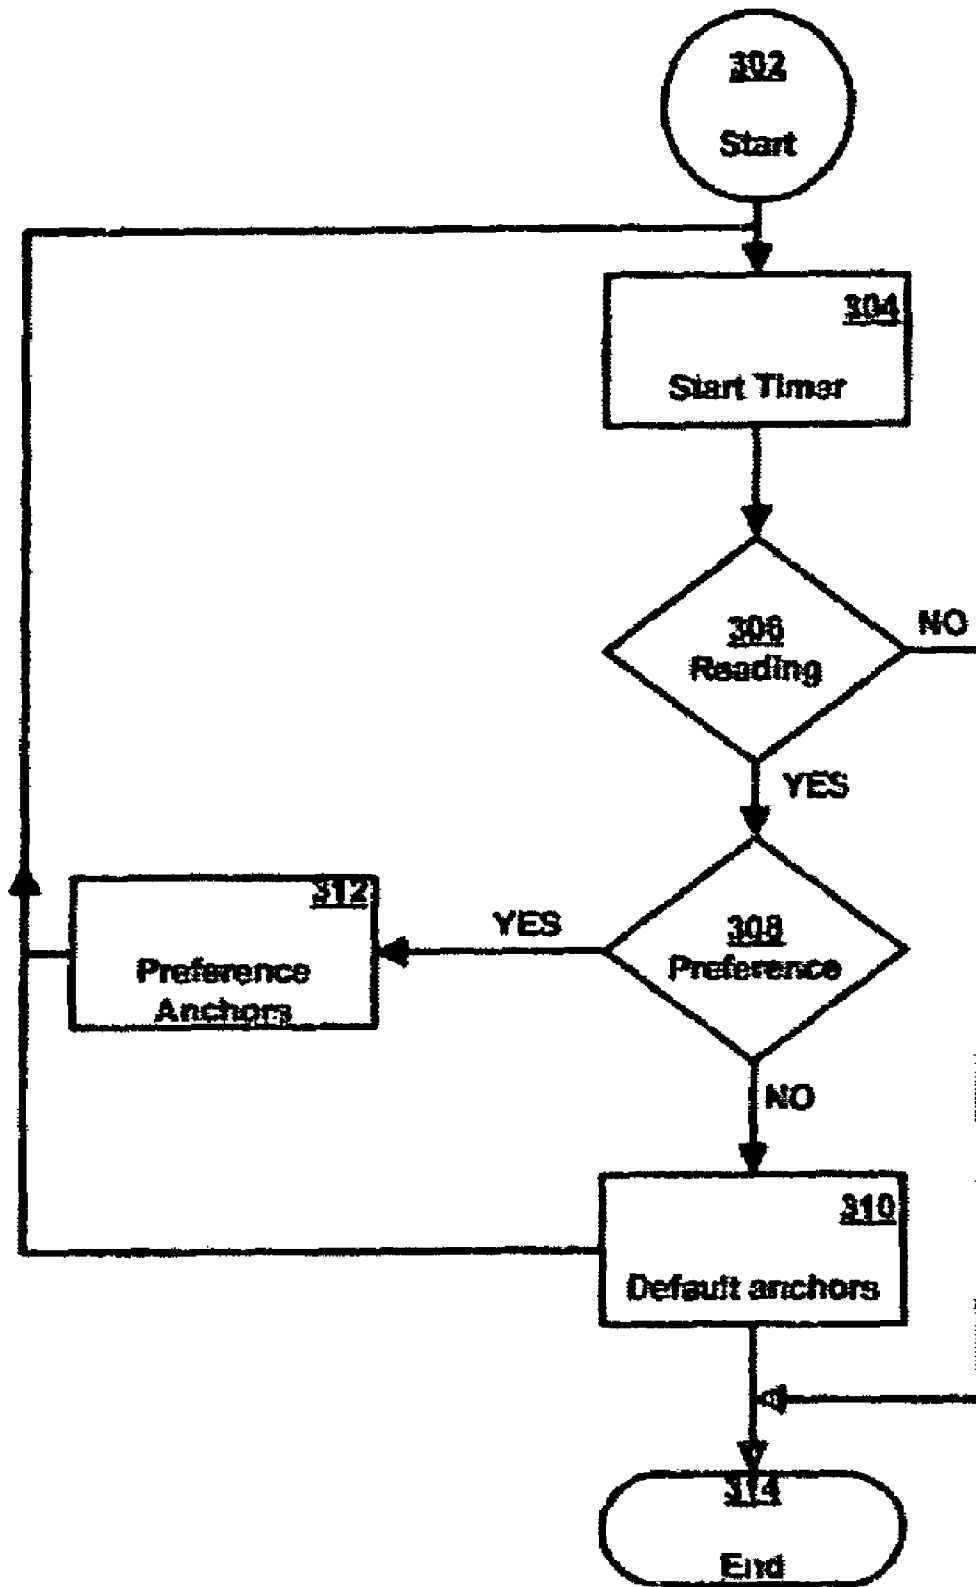 302
Start
304
Start Timer
306
Reading
NO
YES
308
Preference
YES
312
Preference
Anchors
NO
310
Default anchors
314
End